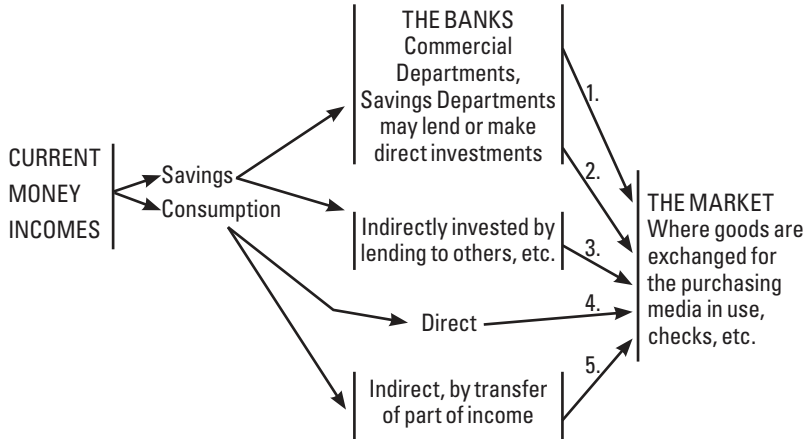 CURRENT
MONEY
INCOMES
Savings
Consumption
THE BANKS
Commercial
Departments,
Savings Departments
may lend or make
direct investments
Indirectly invested by
lending to others, etc.
Direct
Indirect, by transfer
of part of income
1.
2.
3.
4.
5.
THE MARKET
Where goods are
exchanged for
the purchasing
media in use,
checks, etc.